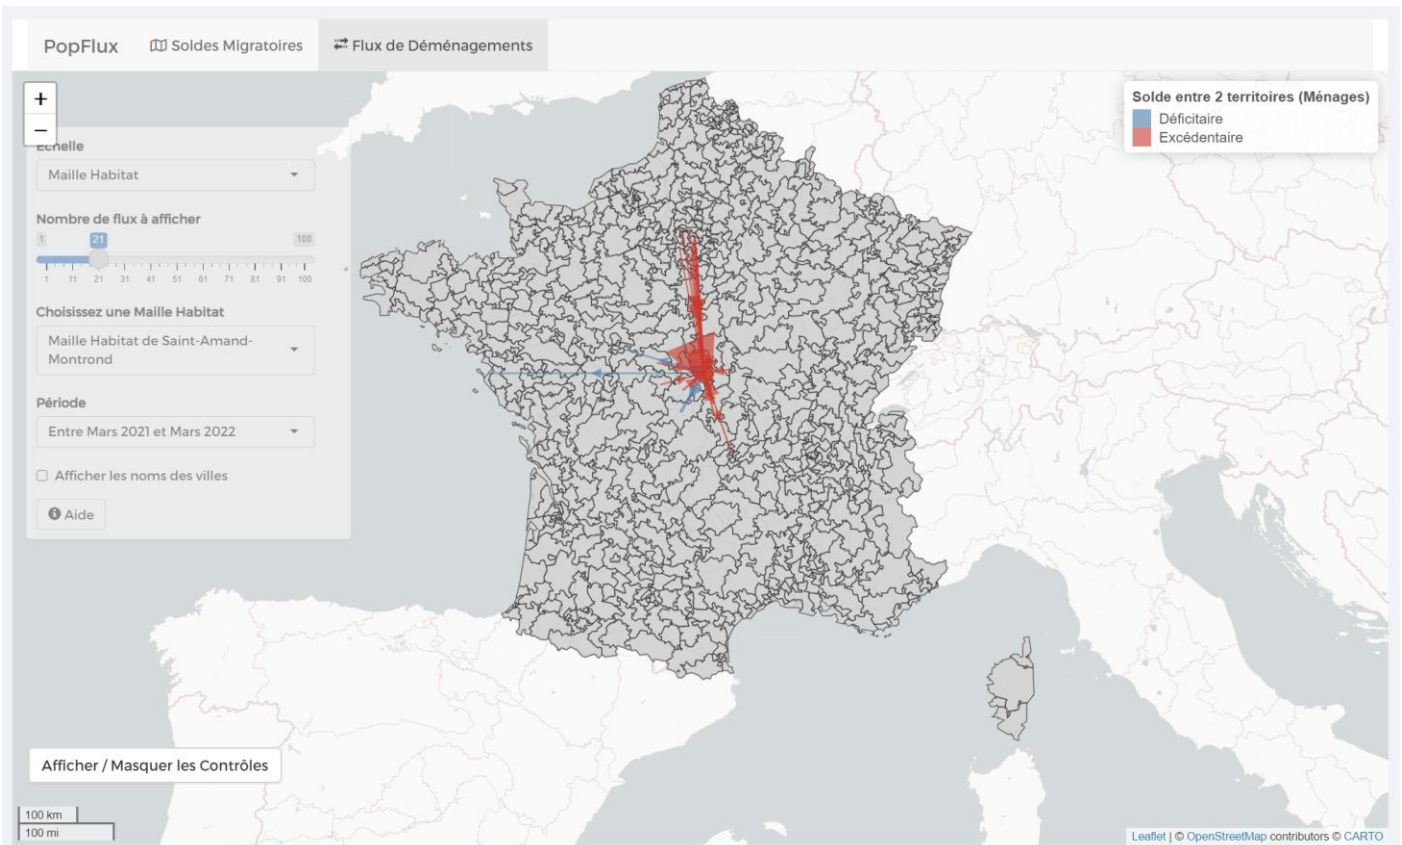 PopFlux
Soldes Migratoires
Flux de Déménagements
+
−
Echelle
Maille Habitat
Nombre de flux à afficher
1 21 100
1 11 21 31 41 51 61 71 81 91 100
Choisissez une Maille Habitat
Maille Habitat de Saint-Amand-
Montrond
Période
Entre Mars 2021 et Mars 2022
Afficher les noms des villes
Aide
Afficher / Masquer les Contrôles
100 km
100 mi
Solde entre 2 territoires (Ménages)
Déficitaire
Excédentaire
Leaflet | © OpenStreetMap contributors © CARTO